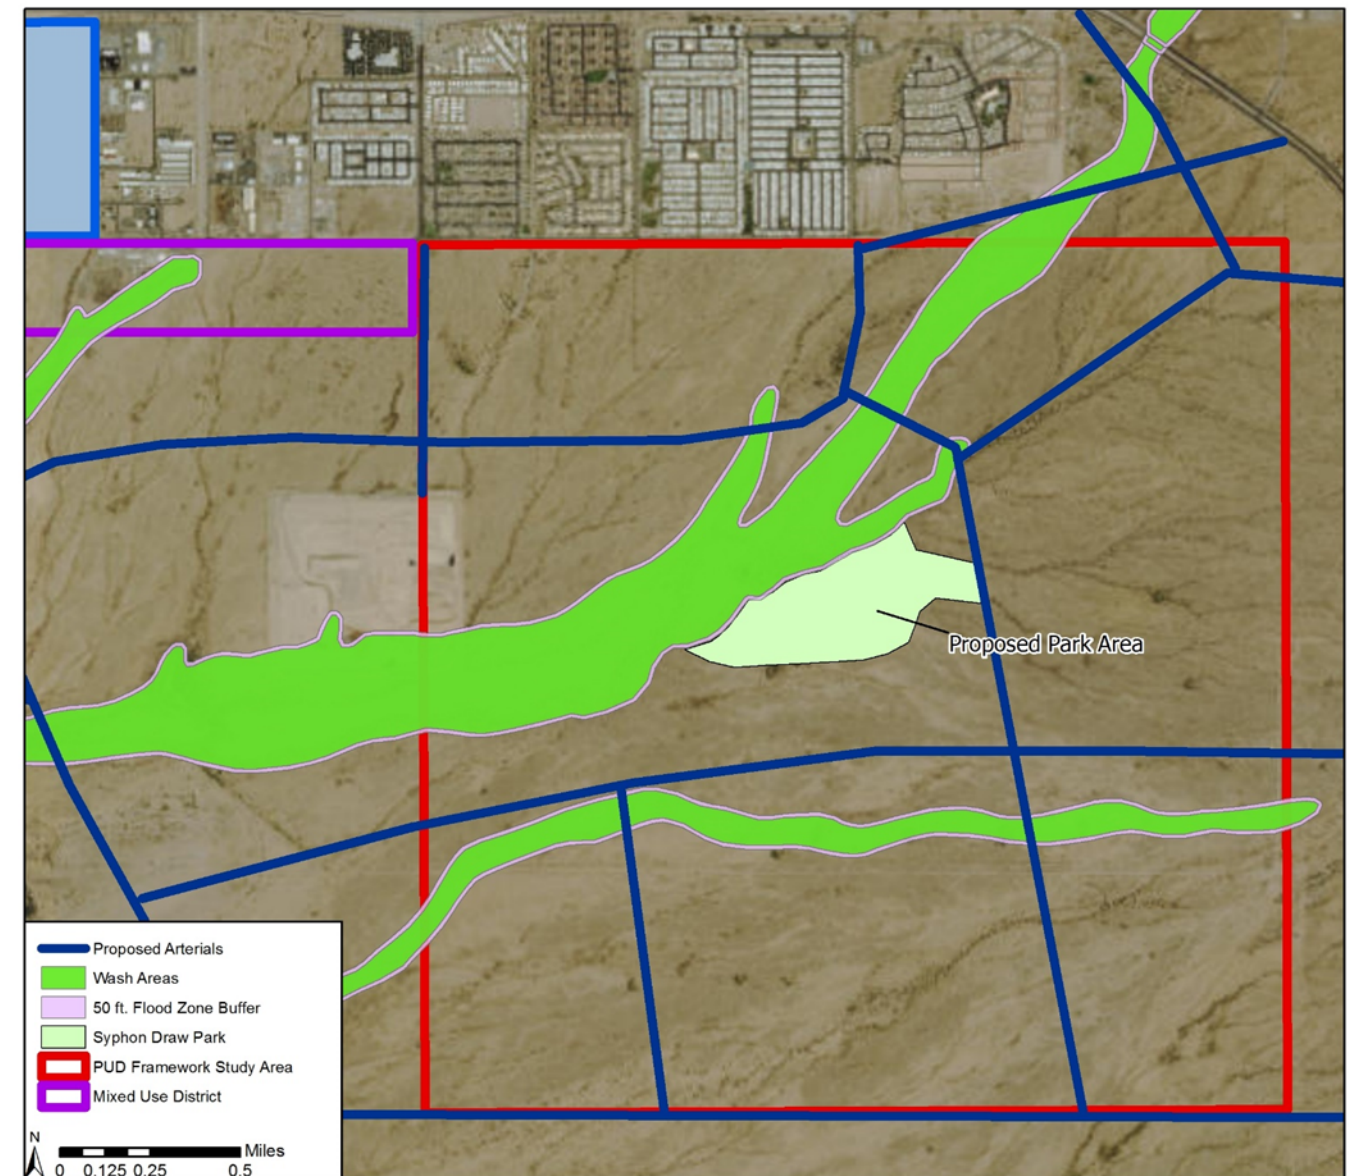 Proposed Park Area
Proposed Arterials
Wash Areas
50 ft. Flood Zone Buffer
Syphon Draw Park
PUD Framework Study Area
Mixed Use District
N
Miles
0 0.125 0.25 0.5